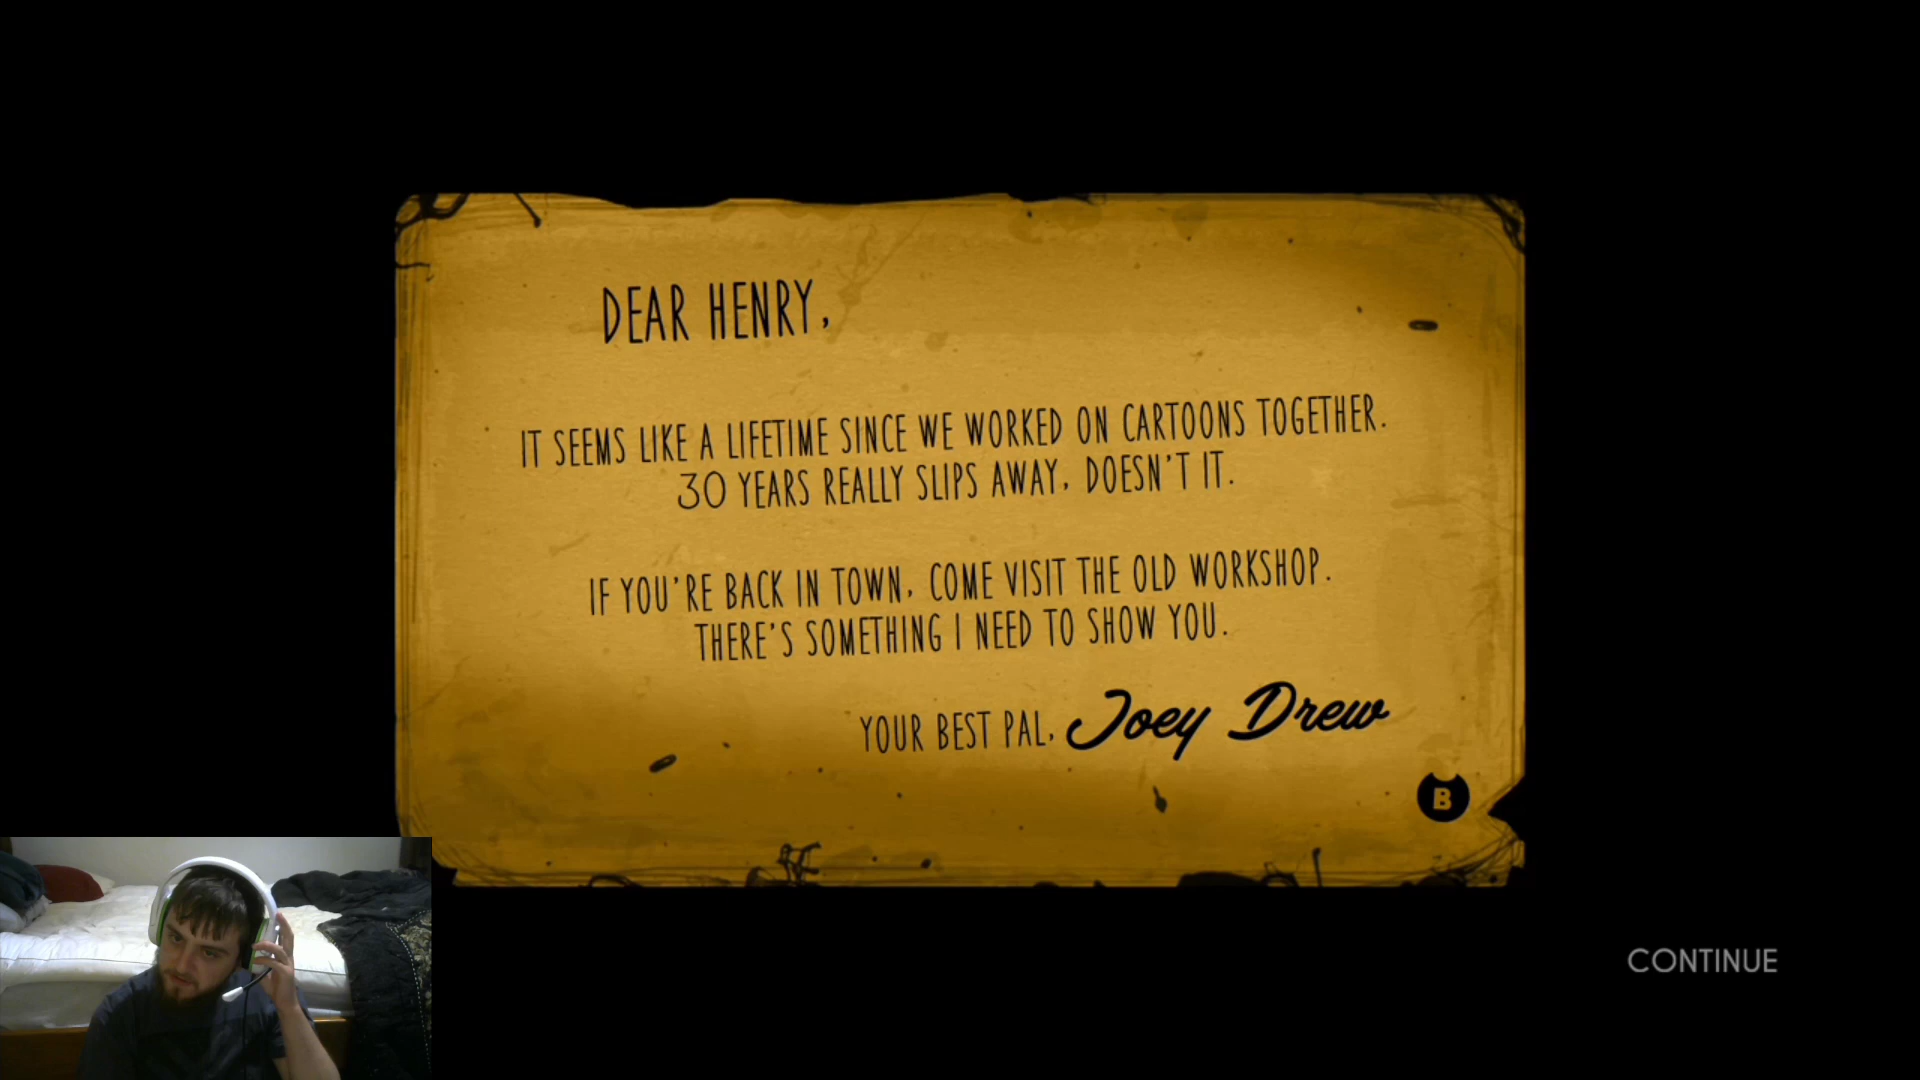 DEAR HENRY,
IT SEEMS LIKE A LIFETIME SINCE WE WORKED ON CARTOONS TOGETHER.
30 YEARS REALLY SLIPS AWAY, DOESN'T IT.
IF YOU'RE BACK IN TOWN, COME VISIT THE OLD WORKSHOP.
THERE'S SOMETHING I NEED TO SHOW YOU.
YOUR BEST PAL, Joey Drew
B
CONTINUE